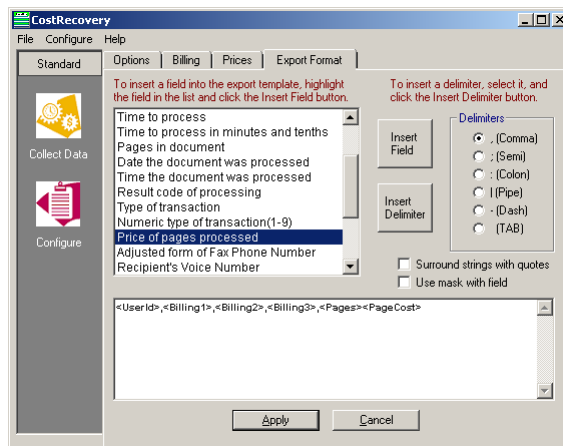 CostRecovery
File Configure Help
Standard
Options Billing Prices Export Format
To insert a field into the export template, highlight
the field in the list and click the Insert Field button.
To insert a delimiter, select it, and
click the Insert Delimiter button.
Time to process
Time to process in minutes and tenths
Pages in document
Date the document was processed
Time the document was processed
Result code of processing
Type of transaction
Numeric type of transaction(1-9)
Price of pages processed
Adjusted form of Fax Phone Number
Recipient's Voice Number
Insert
Field
Insert
Delimiter
Delimiters
, (Comma)
; (Semi)
: (Colon)
| (Pipe)
- (Dash)
(TAB)
Surround strings with quotes
Use mask with field
Collect Data
Configure
<UserId>,<Billing1>,<Billing2>,<Billing3>,<Pages><PageCost>
Apply
Cancel